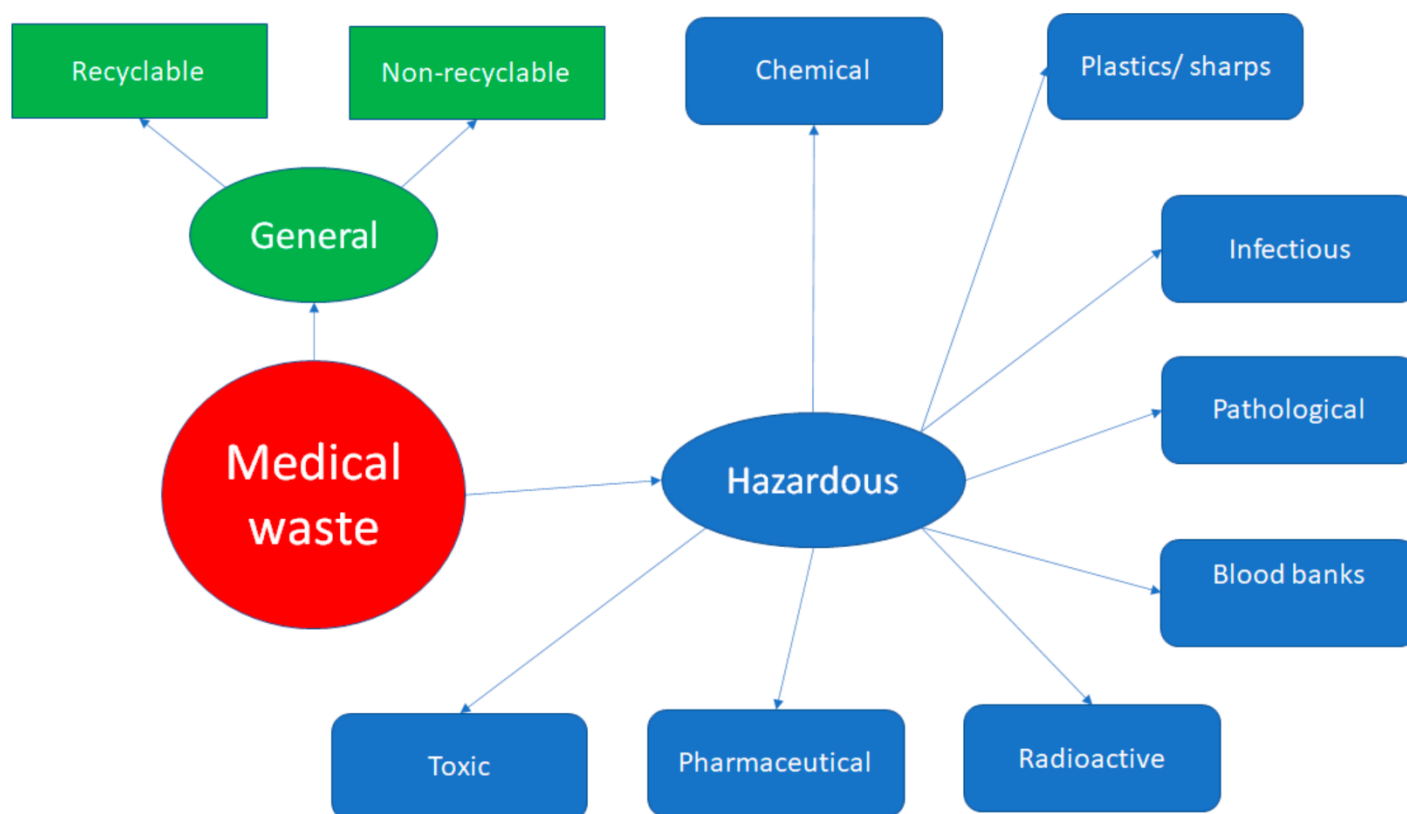 Recyclable
Non-recyclable
Chemical
Plastics/ sharps
General
Infectious
Pathological
Medical
waste
Hazardous
Blood banks
Toxic
Pharmaceutical
Radioactive